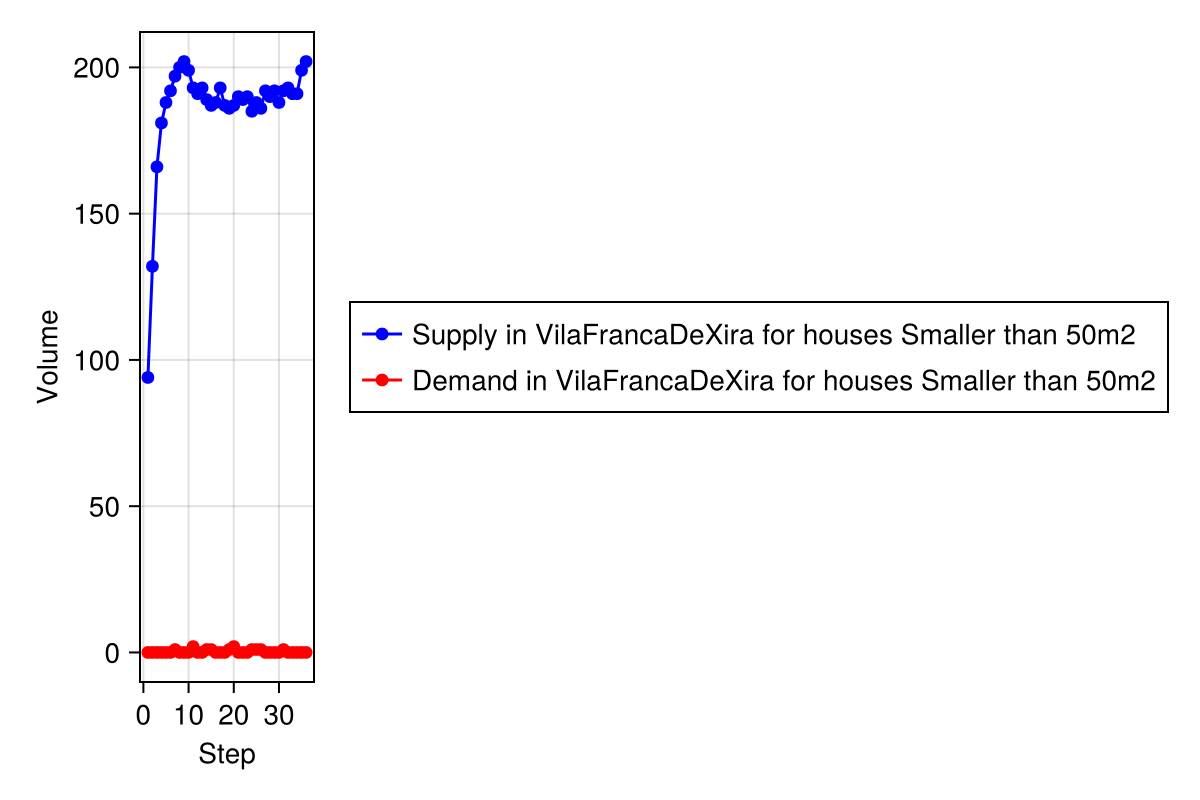 200
150
100
50
0
Volume
0 10 20 30
Step
Supply in VilaFrancaDeXira for houses Smaller than 50m2
Demand in VilaFrancaDeXira for houses Smaller than 50m2